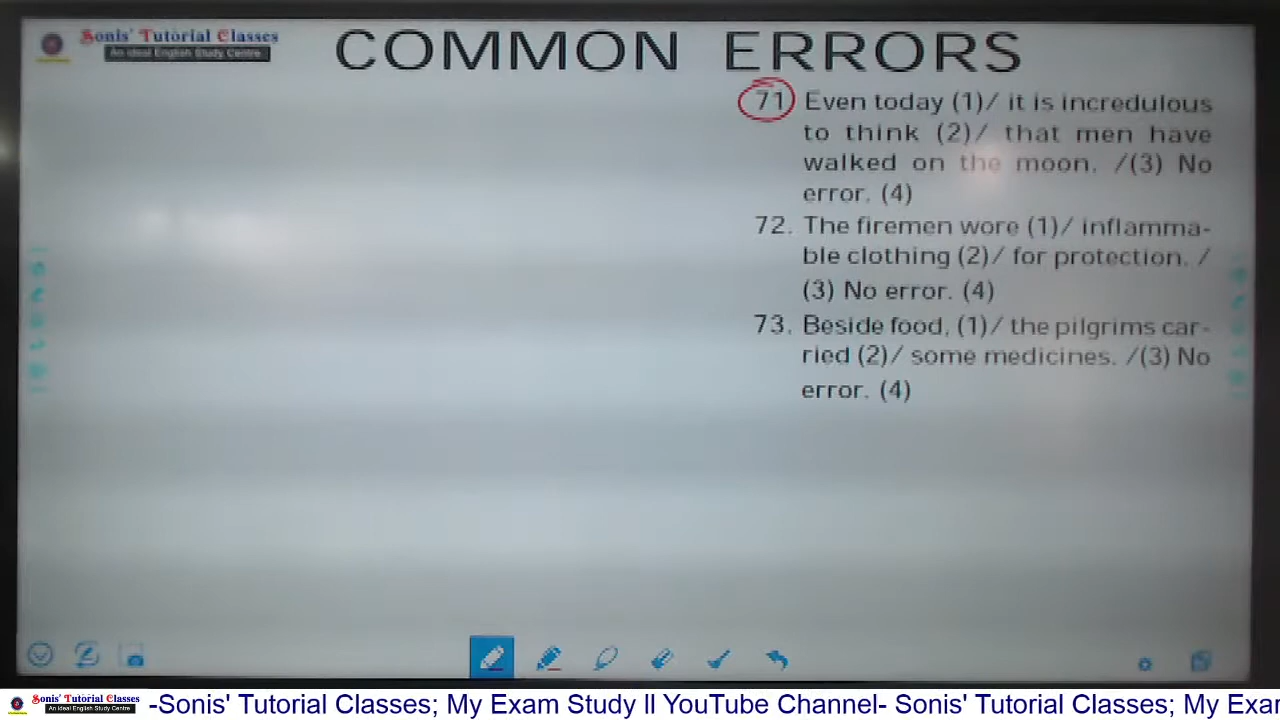 Sonis' Tutorial Classes
An Ideal English Study Centre
COMMON ERRORS
71 Even today (1)/ it is incredulous
to think (2)/ that men have
walked on the moon. /(3) No
error. (4)
72. The firemen wore (1)/ inflamma-
ble clothing (2)/ for protection. /
(3) No error. (4)
73. Beside food, (1)/ the pilgrims car-
ried (2)/ some medicines. /(3) No
error. (4)
Sonis' Tutorial Classes
An Ideal English Study Centre
-Sonis' Tutorial Classes; My Exam Study ll YouTube Channel- Sonis' Tutorial Classes; My Exar